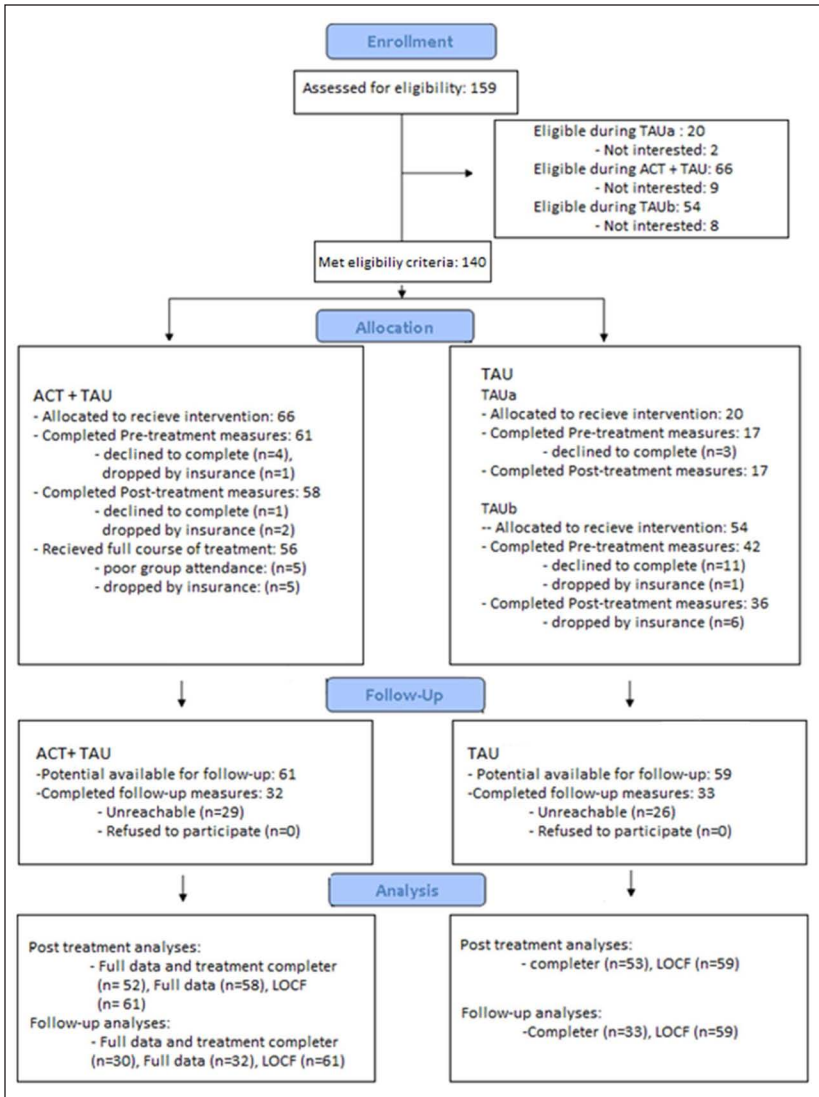 Enrollment
Assessed for eligibility: 159
Eligible during TAUa : 20
- Not interested: 2
Eligible during ACT + TAU: 66
- Not interested: 9
Eligible during TAUb: 54
- Not interested: 8
Met eligibiliy criteria: 140
Allocation
ACT + TAU
- Allocated to recieve intervention: 66
- Completed Pre-treatment measures: 61
- declined to complete (n=4),
dropped by insurance (n=1)
- Completed Post-treatment measures: 58
- declined to complete (n=1)
dropped by insurance (n=2)
- Recieved full course of treatment: 56
- poor group attendance: (n=5)
- dropped by insurance: (n=5)
TAU
TAUa
- Allocated to recieve intervention: 20
- Completed Pre-treatment measures: 17
- declined to complete (n=3)
- Completed Post-treatment measures: 17
TAUb
-- Allocated to recieve intervention: 54
- Completed Pre-treatment measures: 42
- declined to complete (n=11)
- dropped by insurance (n=1)
- Completed Post-treatment measures: 36
- dropped by insurance (n=6)
Follow-Up
ACT+ TAU
-Potential available for follow-up: 61
-Completed follow-up measures: 32
- Unreachable (n=29)
- Refused to participate (n=0)
TAU
- Potential available for follow-up: 59
-Completed follow-up measures: 33
- Unreachable (n=26)
- Refused to participate (n=0)
Analysis
Post treatment analyses:
- Full data and treatment completer
(n= 52), Full data (n=58), LOCF
(n= 61)
Follow-up analyses:
- Full data and treatment completer
(n=30), Full data (n=32), LOCF (n=61)
Post treatment analyses:
- completer (n=53), LOCF (n=59)
Follow-up analyses:
-Completer (n=33), LOCF (n=59)